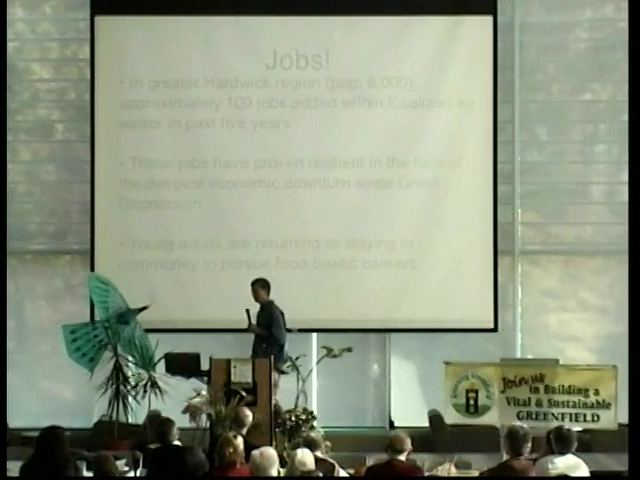 Jobs!
• In greater Hardwick region (pop. 8,000),
approximately 100 jobs added within localized ag
sector in past five years.
• These jobs have proven resilient in the face of
the deepest economic downturn since Great
Depression
• Young adults are returning or staying in
community to pursue food-based careers
Join us
in Building a
Vital & Sustainable
GREENFIELD